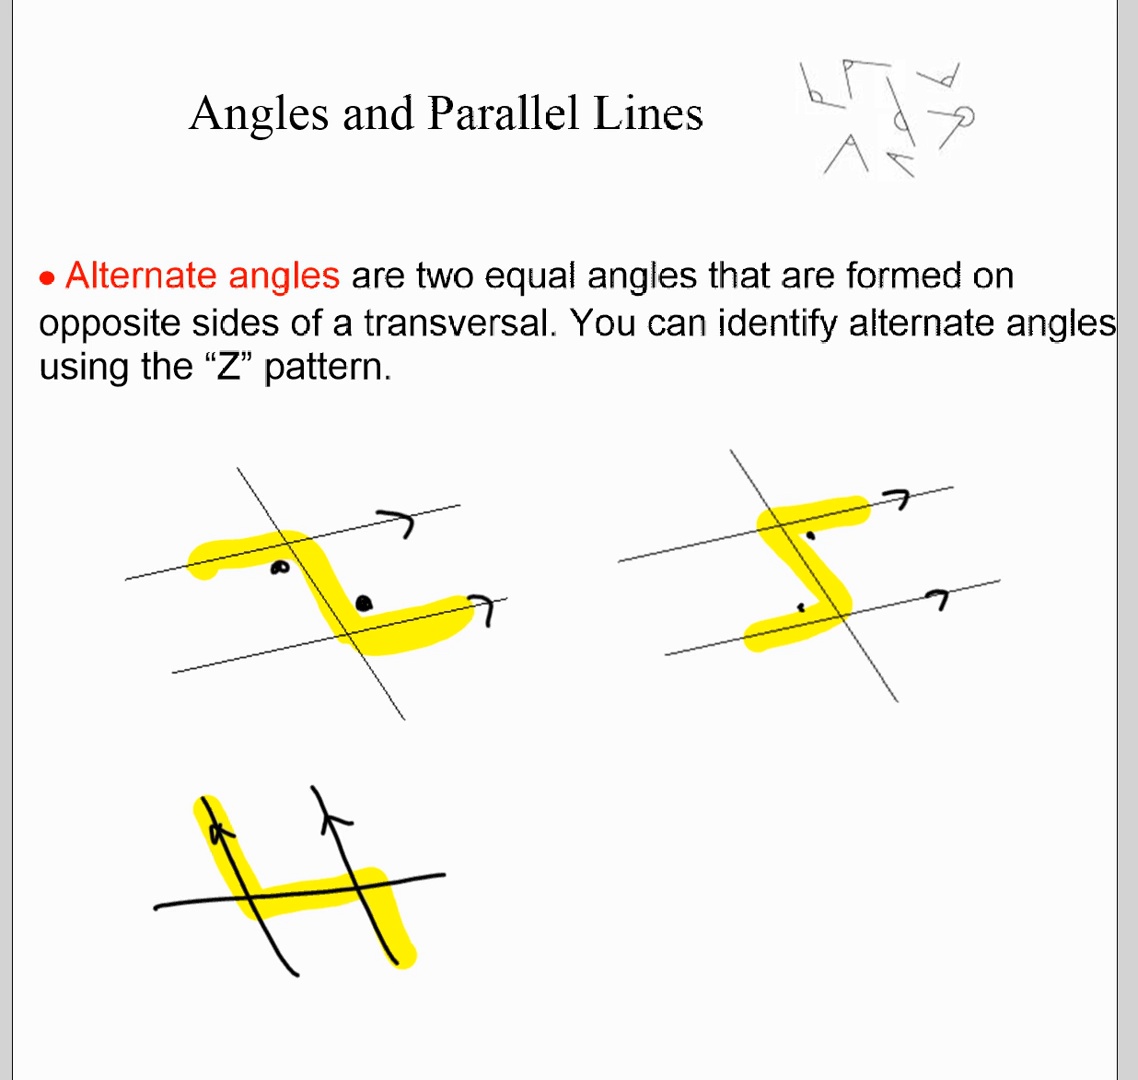 Angles and Parallel Lines
• Alternate angles are two equal angles that are formed on
opposite sides of a transversal. You can identify alternate angles
using the “Z” pattern.